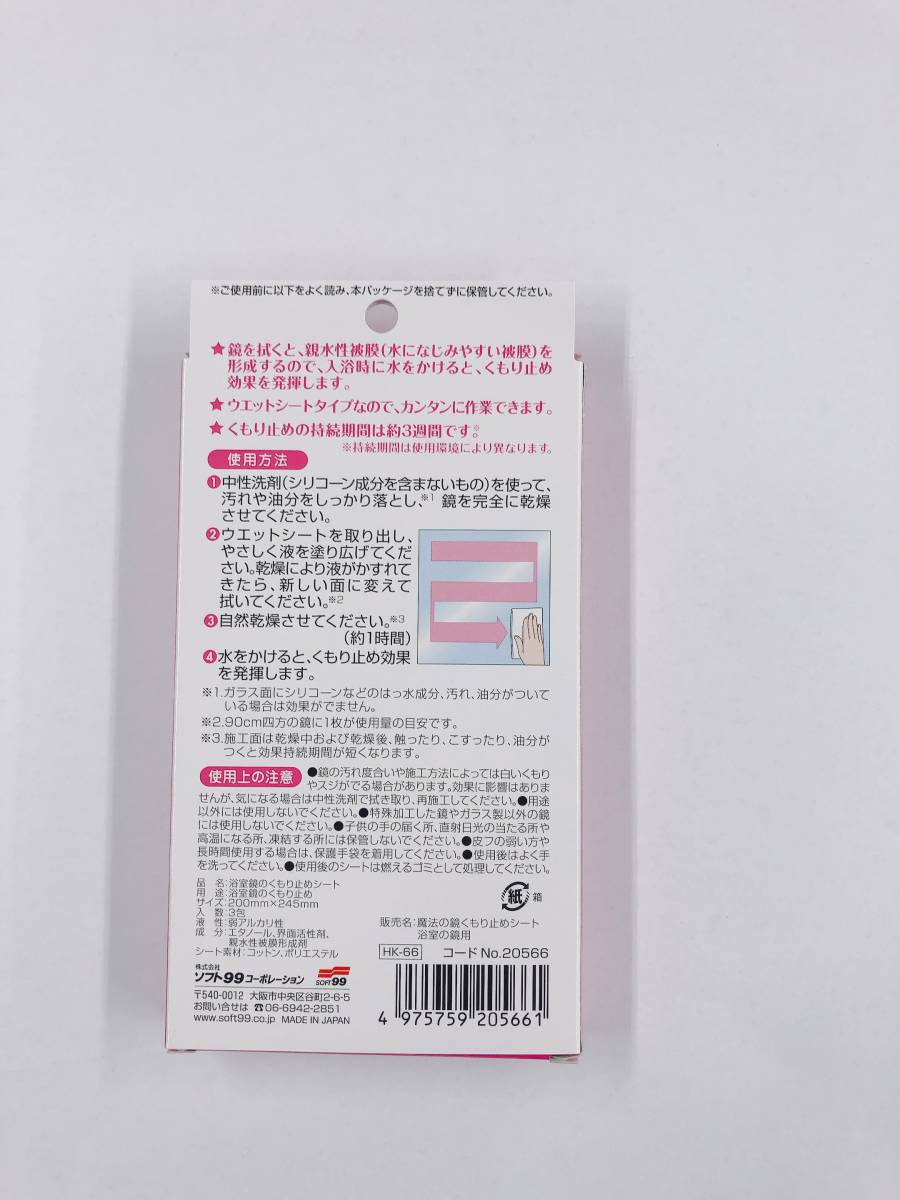 ※ご使用前に以下をよく読み、本パッケージを捨てずに保管してください。
★鏡を拭くと、親水性被膜(水になじみやすい被膜)を
形成するので、入浴時に水をかけると、くもり止め
効果を発揮します。
★ウエットシートタイプなので、カンタンに作業できます。
★くもり止めの持続期間は約3週間です。※
※持続期間は使用環境により異なります。
使用方法
❶中性洗剤(シリコーン成分を含まないもの)を使って、
汚れや油分をしっかり落とし、※1 鏡を完全に乾燥
させてください。
❷ウエットシートを取り出し、
やさしく液を塗り広げてくだ
さい。乾燥により液がかすれて
きたら、新しい面に変えて
拭いてください。※2
❸自然乾燥させてください。※3
(約1時間)
❹水をかけると、くもり止め効果
を発揮します。
※1.ガラス面にシリコーンなどのはっ水成分、汚れ、油分がついて
いる場合は効果がでません。
※2.90cm四方の鏡に1枚が使用量の目安です。
※3.施工面は乾燥中および乾燥後、触ったり、こすったり、油分が
つくと効果持続期間が短くなります。
使用上の注意 ●鏡の汚れ度合いや施工方法によっては白いくもり
やスジがでる場合があります。効果に影響はありま
せんが、気になる場合は中性洗剤で拭き取り、再施工してください。●用途
以外には使用しないでください。●特殊加工した鏡やガラス製以外の鏡
には使用しないでください。●子供の手の届く所、直射日光の当たる所や
高温になる所、凍結する所には保管しないでください。●皮フの弱い方や
長時間使用する場合は、保護手袋を着用してください。●使用後はよく手
を洗ってください。●使用後のシートは燃えるゴミとして処理してください。
品 名:浴室鏡のくもり止めシート
用 途:浴室鏡のくもり止め
サイズ:200mm×245mm
入 数:3包
液 性:弱アルカリ性
成 分:エタノール、界面活性剤、
親水性被膜形成剤
シート素材:コットン、ポリエステル
紙 箱
販売名:魔法の鏡くもり止めシート
浴室の鏡用
HK-66 コードNo.20566
株式会社
ソフト99コーポレーション SOFT99
〒540-0012 大阪市中央区谷町2-6-5
お問い合せは ☎06-6942-2851
www.soft99.co.jp MADE IN JAPAN
4 975759 205661